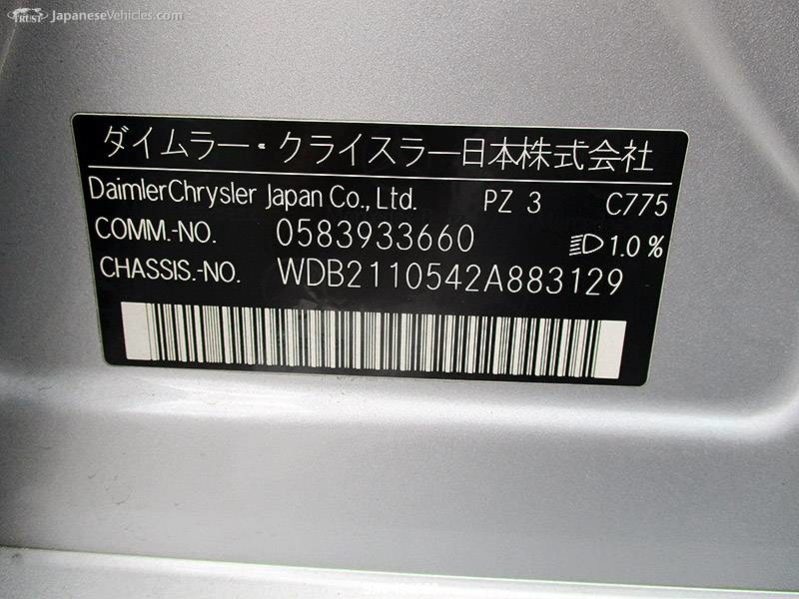 TRUST JapaneseVehicles.com
ダイムラー・クライスラー日本株式会社
DaimlerChrysler Japan Co., Ltd. PZ 3 C775
COMM.-NO. 0583933660 1.0 %
CHASSIS.-NO. WDB2110542A883129